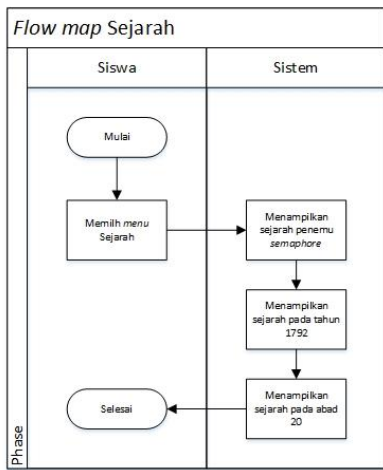 Flow map Sejarah
Siswa
Sistem
Mulai
Memilh menu
Sejarah
Menampilkan
sejarah penemu
semaphore
Menampilkan
sejarah pada tahun
1792
Menampilkan
sejarah pada abad
20
Selesai
Phase